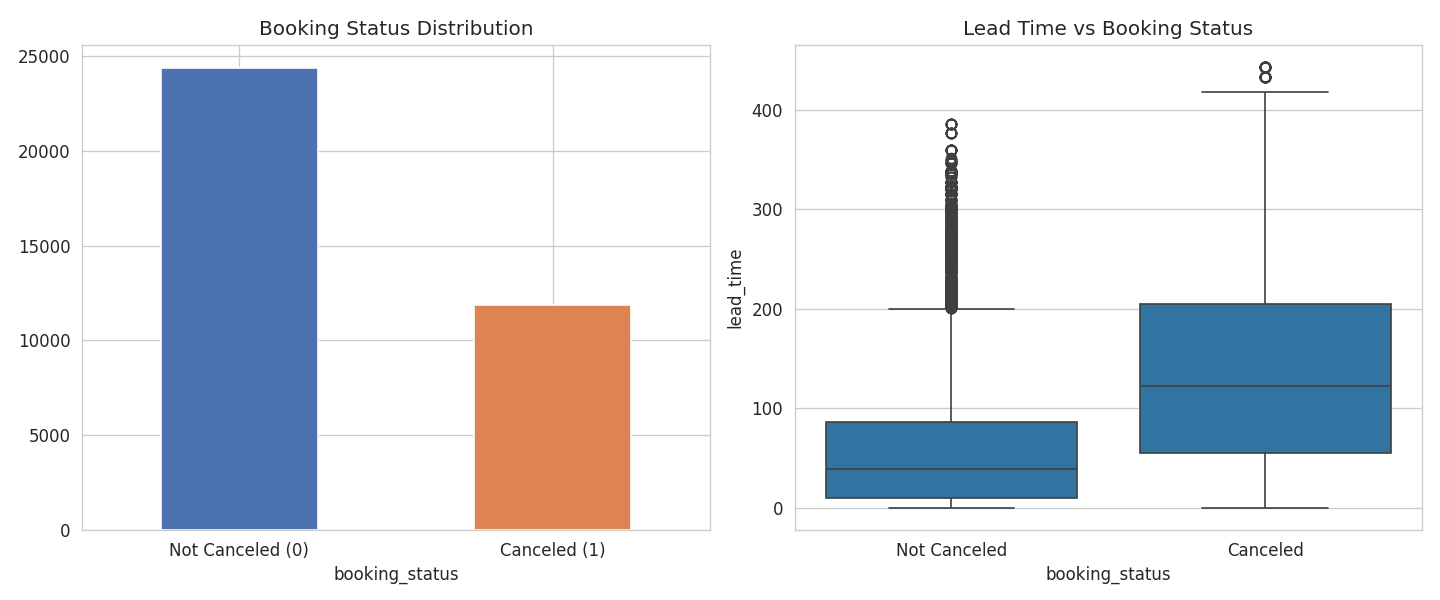 Booking Status Distribution
25000
20000
15000
10000
5000
0
Not Canceled (0) Canceled (1)
booking_status
Lead Time vs Booking Status
lead_time
400
300
200
100
0
Not Canceled Canceled
booking_status